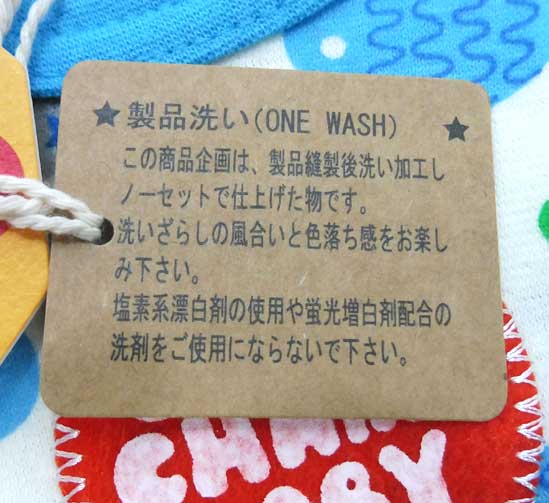 ★製品洗い(ONE WASH) ★
この商品企画は、製品縫製後洗い加工し
ノーセットで仕上げた物です。
洗いざらしの風合いと色落ち感をお楽し
み下さい。
塩素系漂白剤の使用や蛍光増白剤配合の
洗剤をご使用にならないで下さい。